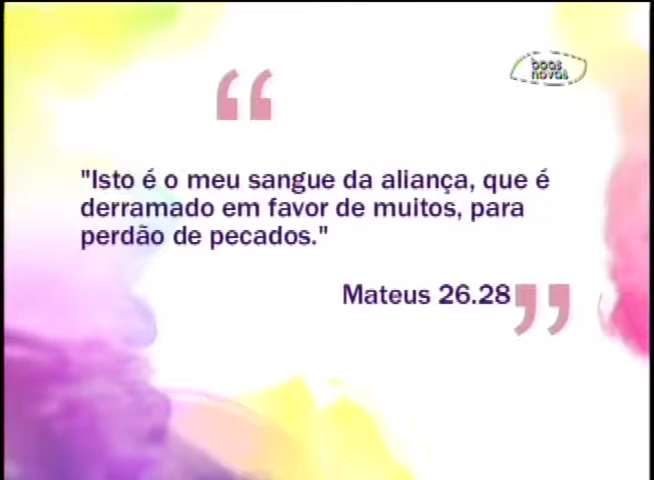 boas
novas
"Isto é o meu sangue da aliança, que é
derramado em favor de muitos, para
perdão de pecados."
Mateus 26.28